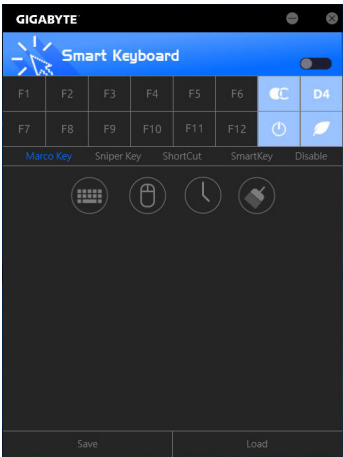 GIGABYTE
Smart Keyboard
F1 F2 F3 F4 F5 F6 D4
F7 F8 F9 F10 F11 F12
Marco Key Sniper Key ShortCut SmartKey Disable
Save Load